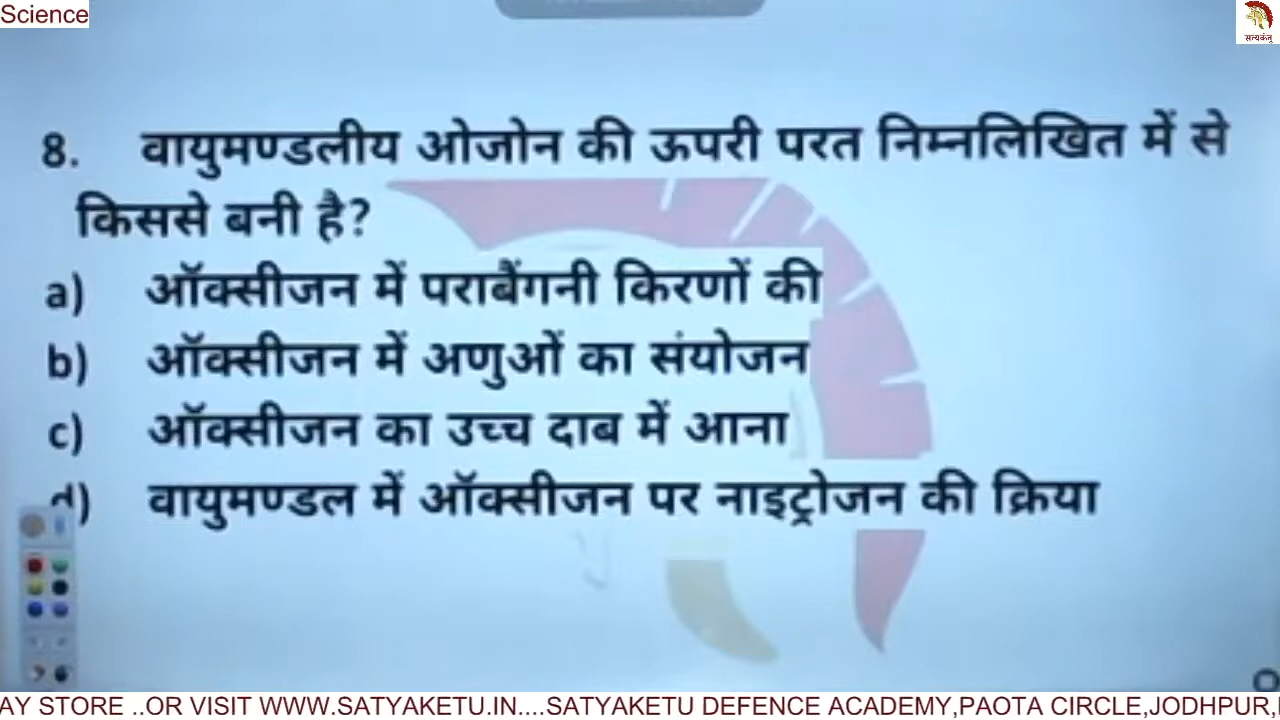 Science
सत्यकेतु
8. वायुमण्डलीय ओजोन की ऊपरी परत निम्नलिखित में से
किससे बनी है?
a) ऑक्सीजन में पराबैंगनी किरणों की
b) ऑक्सीजन में अणुओं का संयोजन
c) ऑक्सीजन का उच्च दाब में आना
d) वायुमण्डल में ऑक्सीजन पर नाइट्रोजन की क्रिया
AY STORE ..OR VISIT WWW.SATYAKETU.IN....SATYAKETU DEFENCE ACADEMY,PAOTA CIRCLE,JODHPUR,